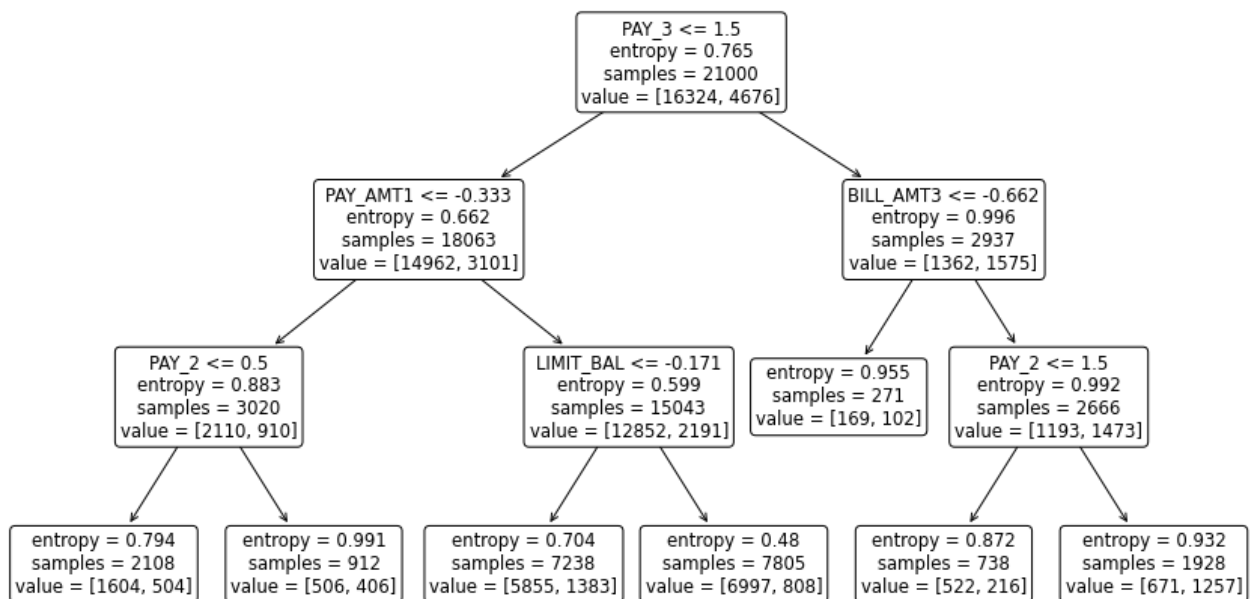 PAY_3 <= 1.5
entropy = 0.765
samples = 21000
value = [16324, 4676]
PAY_AMT1 <= -0.333
entropy = 0.662
samples = 18063
value = [14962, 3101]
BILL_AMT3 <= -0.662
entropy = 0.996
samples = 2937
value = [1362, 1575]
PAY_2 <= 0.5
entropy = 0.883
samples = 3020
value = [2110, 910]
LIMIT_BAL <= -0.171
entropy = 0.599
samples = 15043
value = [12852, 2191]
entropy = 0.955
samples = 271
value = [169, 102]
PAY_2 <= 1.5
entropy = 0.992
samples = 2666
value = [1193, 1473]
entropy = 0.794
samples = 2108
value = [1604, 504]
entropy = 0.991
samples = 912
value = [506, 406]
entropy = 0.704
samples = 7238
value = [5855, 1383]
entropy = 0.48
samples = 7805
value = [6997, 808]
entropy = 0.872
samples = 738
value = [522, 216]
entropy = 0.932
samples = 1928
value = [671, 1257]